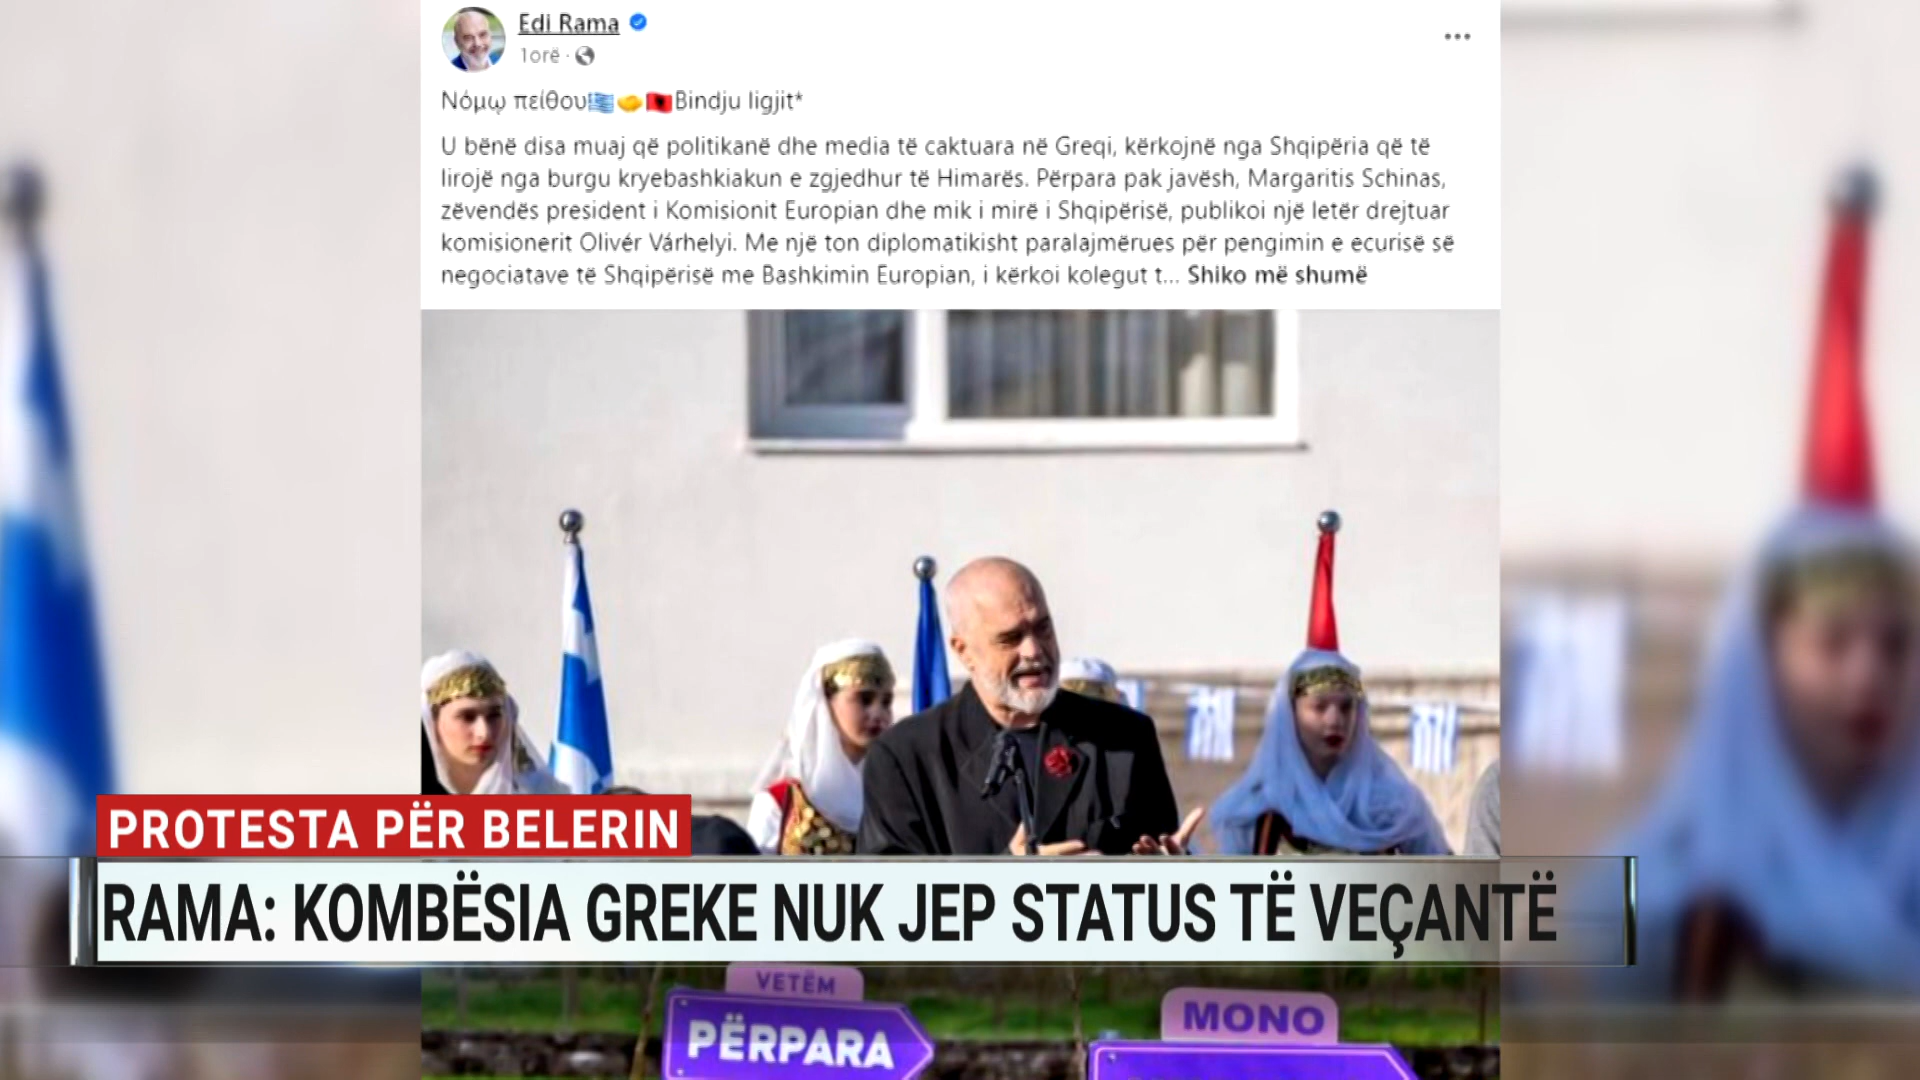 Edi Rama
1orë ·
Νόμῳ πείθου🇬🇷🤝🇦🇱Bindju ligjit*
U bënë disa muaj që politikanë dhe media të caktuara në Greqi, kërkojnë nga Shqipëria që të
lirojë nga burgu kryebashkiakun e zgjedhur të Himarës. Përpara pak javësh, Margaritis Schinas,
zëvendës president i Komisionit Europian dhe mik i mirë i Shqipërisë, publikoi një letër drejtuar
komisionerit Olivér Várhelyi. Me një ton diplomatikisht paralajmërues për pengimin e ecurisë së
negociatave të Shqipërisë me Bashkimin Europian, i kërkoi kolegut t... Shiko më shumë
PROTESTA PËR BELERIN
RAMA: KOMBËSIA GREKE NUK JEP STATUS TË VEÇANTË
VETËM
PËRPARA
MONO